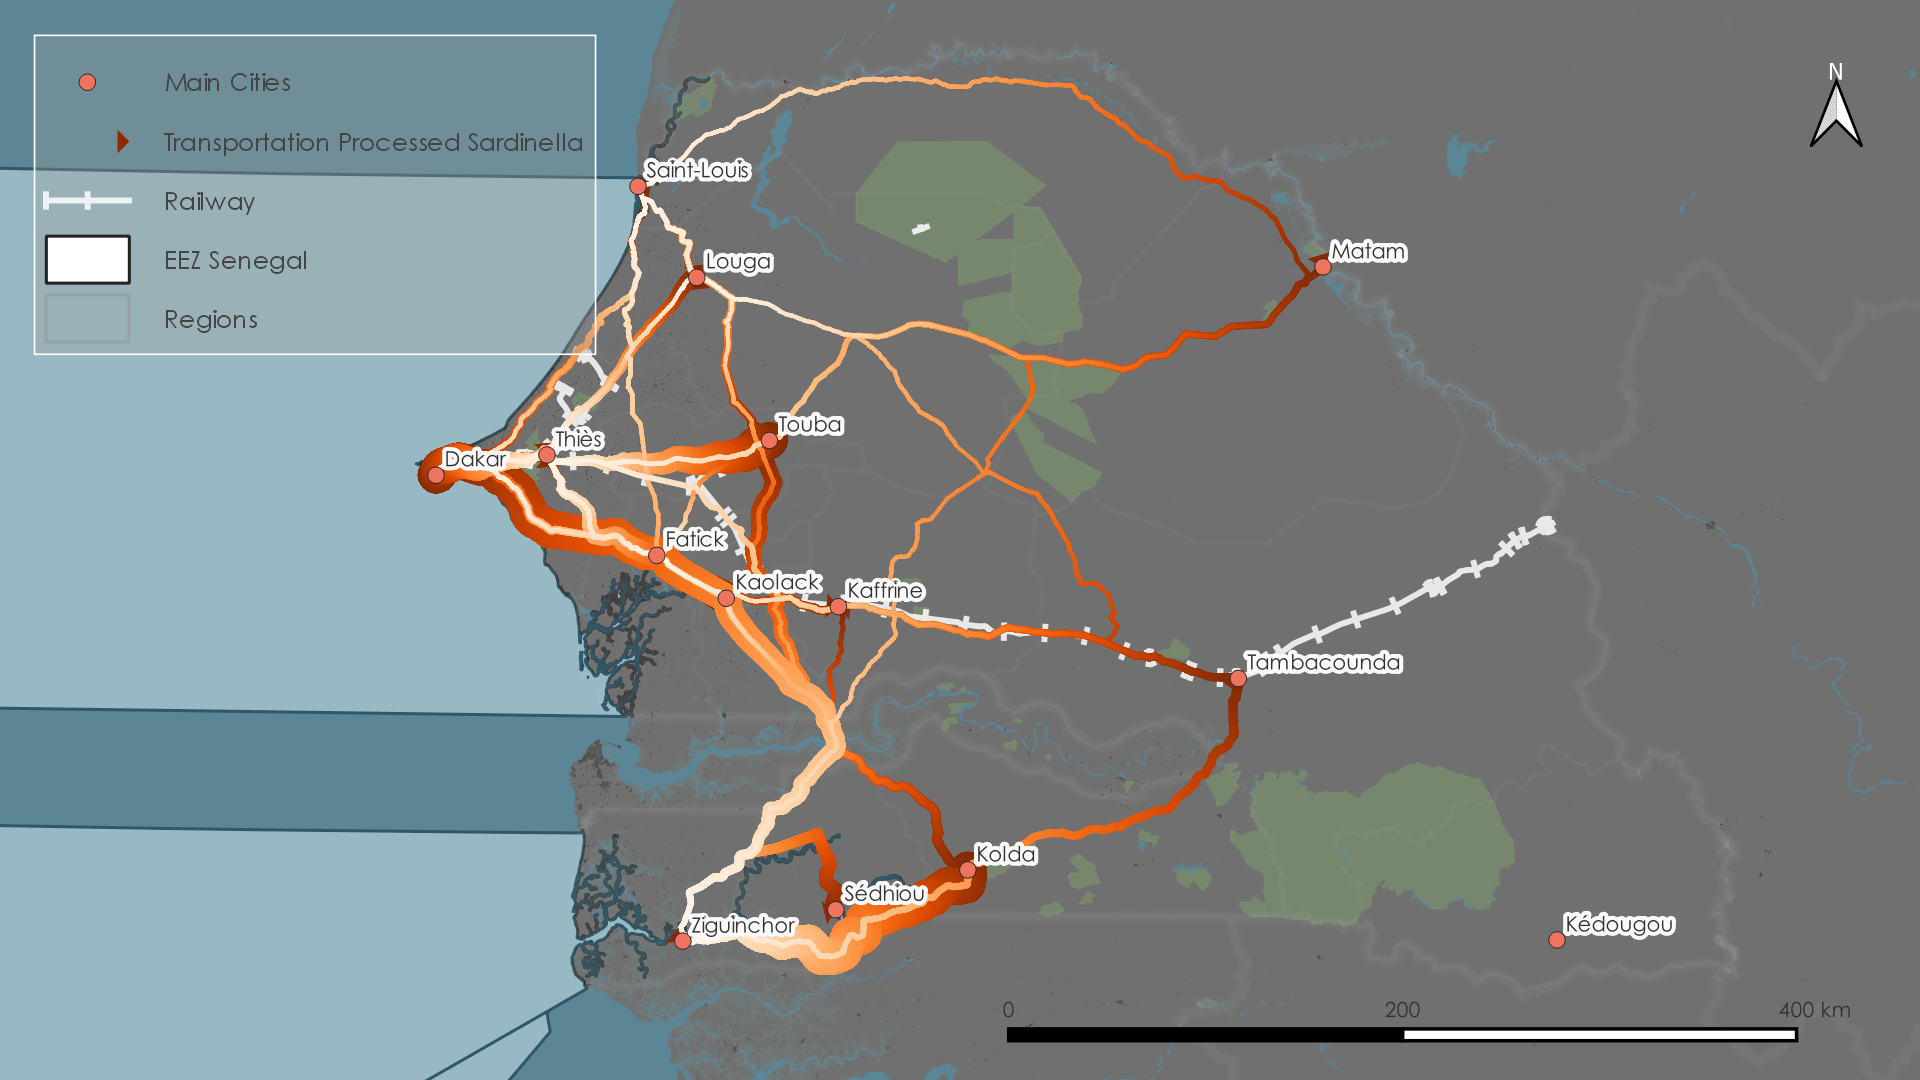 Main Cities
Transportation Processed Sardinella
Railway
EEZ Senegal
Regions
N
Saint-Louis
Louga
Matam
Touba
Thiès
Dakar
Fatick
Kaolack
Kaffrine
Tambacounda
Kolda
Sédhiou
Ziguinchor
Kédougou
0 200 400 km